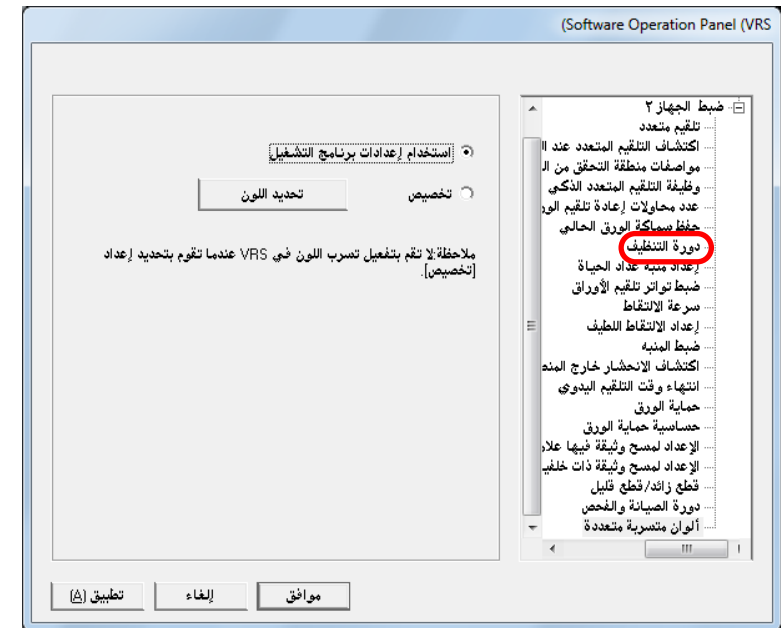 (Software Operation Panel (VRS
ضبط الجهاز ٢
تلقيم متعدد
اكتشاف التلقيم المتعدد عند ال
مواصفات منطقة التحقق من ال
وظيفة التلقيم المتعدد الذكي
عدد محاولات إعادة تلقيم الور
حفظ سماكة الورق الحالي
دورة التنظيف
إعداد منبه عداد الحياة
ضبط تواتر تلقيم الأوراق
سرعة الالتقاط
إعداد الالتقاط اللطيف
ضبط المنبه
اكتشاف الانحشار خارج المنط
انتهاء وقت التلقيم اليدوي
حماية الورق
حساسية حماية الورق
الإعداد لمسح وثيقة فيها علام
الإعداد لمسح وثيقة ذات خلفي
قطع زائد/قطع قليل
دورة الصيانة والفحص
ألوان متسربة متعددة
استخدام إعدادات برنامج التشغيل
تخصيص
تحديد اللون
ملاحظة:لا تقم بتفعيل تسرب اللون في VRS عندما تقوم بتحديد إعداد
[تخصيص].
موافق
إلغاء
تطبيق (A)